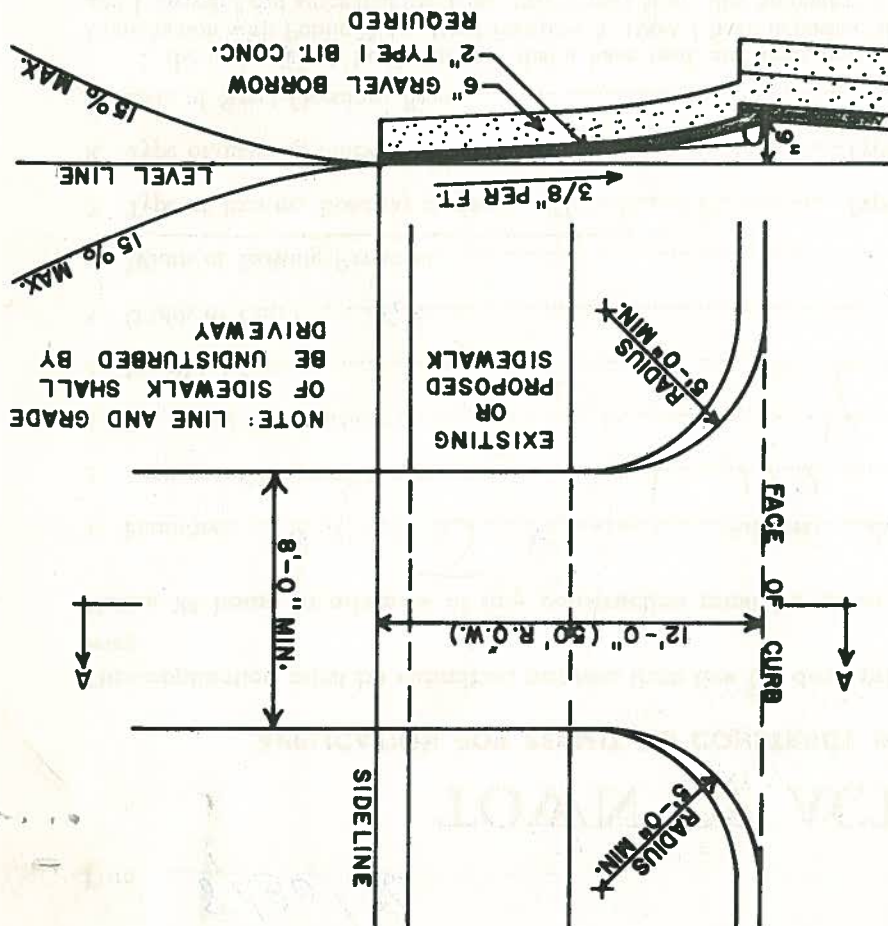 RADIUS
5'-0" MIN.
SIDELINE
A
12'-0" (50' R.O.W.)
A
FACE OF CURB
8'-0" MIN.
RADIUS
5'-0" MIN.
EXISTING
OR
PROPOSED
SIDEWALK
NOTE: LINE AND GRADE
OF SIDEWALK SHALL
BE UNDISTURBED BY
DRIVEWAY
15% MAX.
3/8" PER FT.
LEVEL LINE
6"
15% MAX.
6" GRAVEL BORROW
2" TYPE I BIT. CONC.
REQUIRED